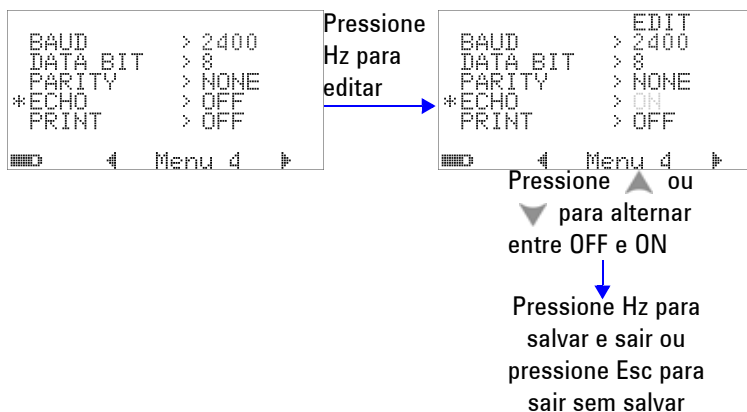 BAUD > 2400
DATA BIT > 8
PARITY > NONE
*ECHO > OFF
PRINT > OFF
Menu 4
Pressione
Hz para
editar
EDIT
BAUD > 2400
DATA BIT > 8
PARITY > NONE
*ECHO > ON
PRINT > OFF
Menu 4
Pressione ou
para alternar
entre OFF e ON
Pressione Hz para
salvar e sair ou
pressione Esc para
sair sem salvar